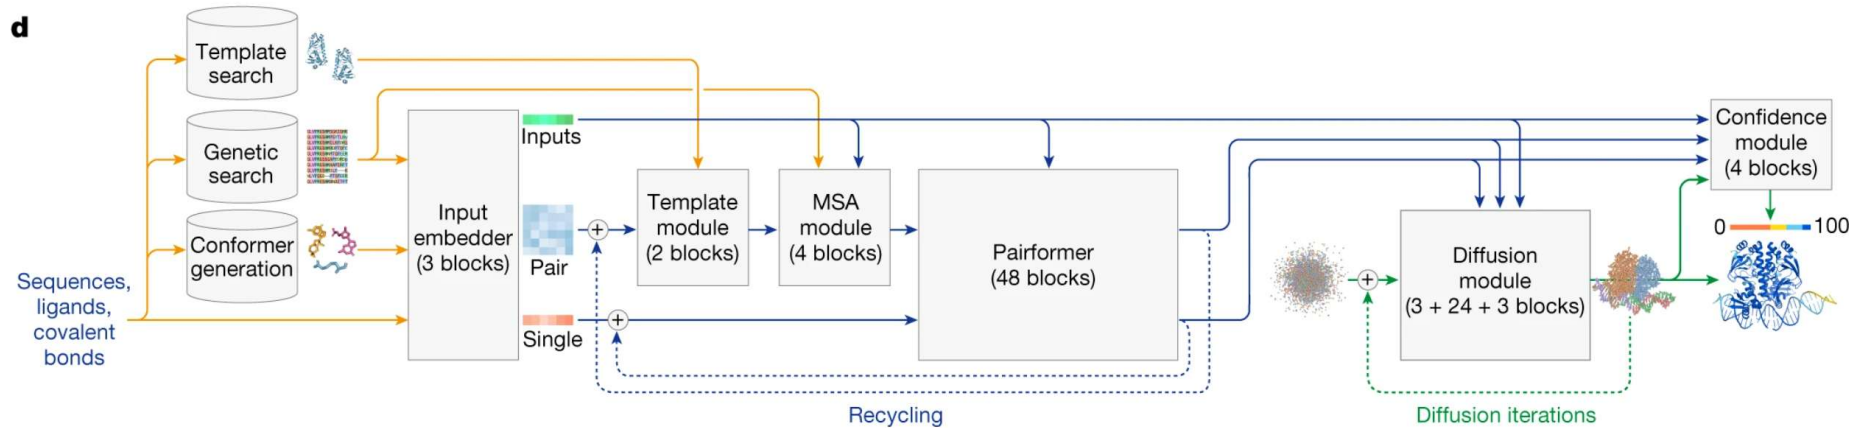 d
Template
search
Genetic
search
Conformer
generation
Sequences,
ligands,
covalent
bonds
Input
embedder
(3 blocks)
Inputs
Pair
Single
Template
module
(2 blocks)
MSA
module
(4 blocks)
Pairformer
(48 blocks)
Recycling
Diffusion
module
(3 + 24 + 3 blocks)
Diffusion iterations
Confidence
module
(4 blocks)
0 100